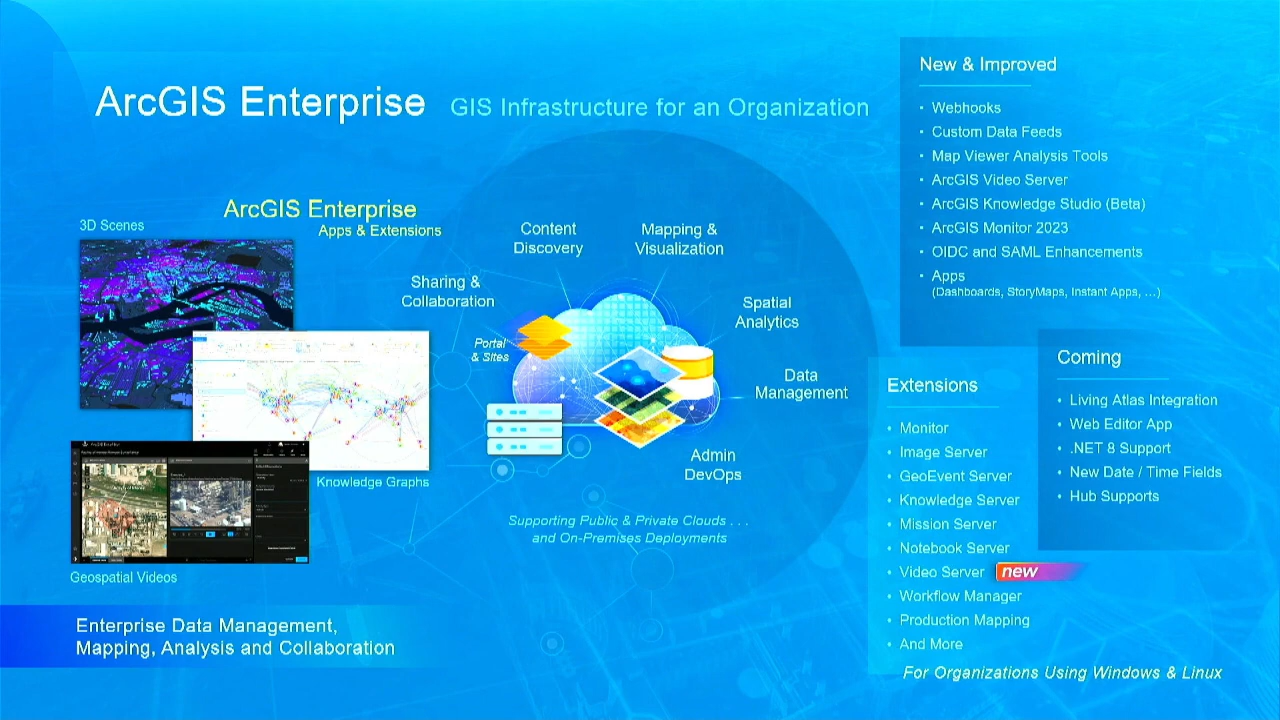 ArcGIS Enterprise GIS Infrastructure for an Organization
ArcGIS Enterprise
Apps & Extensions
3D Scenes
Knowledge Graphs
Geospatial Videos
Content
Discovery
Mapping &
Visualization
Sharing &
Collaboration
Spatial
Analytics
Portal
& Sites
Data
Management
Admin
DevOps
Supporting Public & Private Clouds . . .
and On-Premises Deployments
Enterprise Data Management,
Mapping, Analysis and Collaboration
New & Improved
• Webhooks
• Custom Data Feeds
• Map Viewer Analysis Tools
• ArcGIS Video Server
• ArcGIS Knowledge Studio (Beta)
• ArcGIS Monitor 2023
• OIDC and SAML Enhancements
• Apps
(Dashboards, StoryMaps, Instant Apps, ...)
Extensions
• Monitor
• Image Server
• GeoEvent Server
• Knowledge Server
• Mission Server
• Notebook Server
• Video Server new
• Workflow Manager
• Production Mapping
• And More
Coming
• Living Atlas Integration
• Web Editor App
• .NET 8 Support
• New Date / Time Fields
• Hub Supports
For Organizations Using Windows & Linux